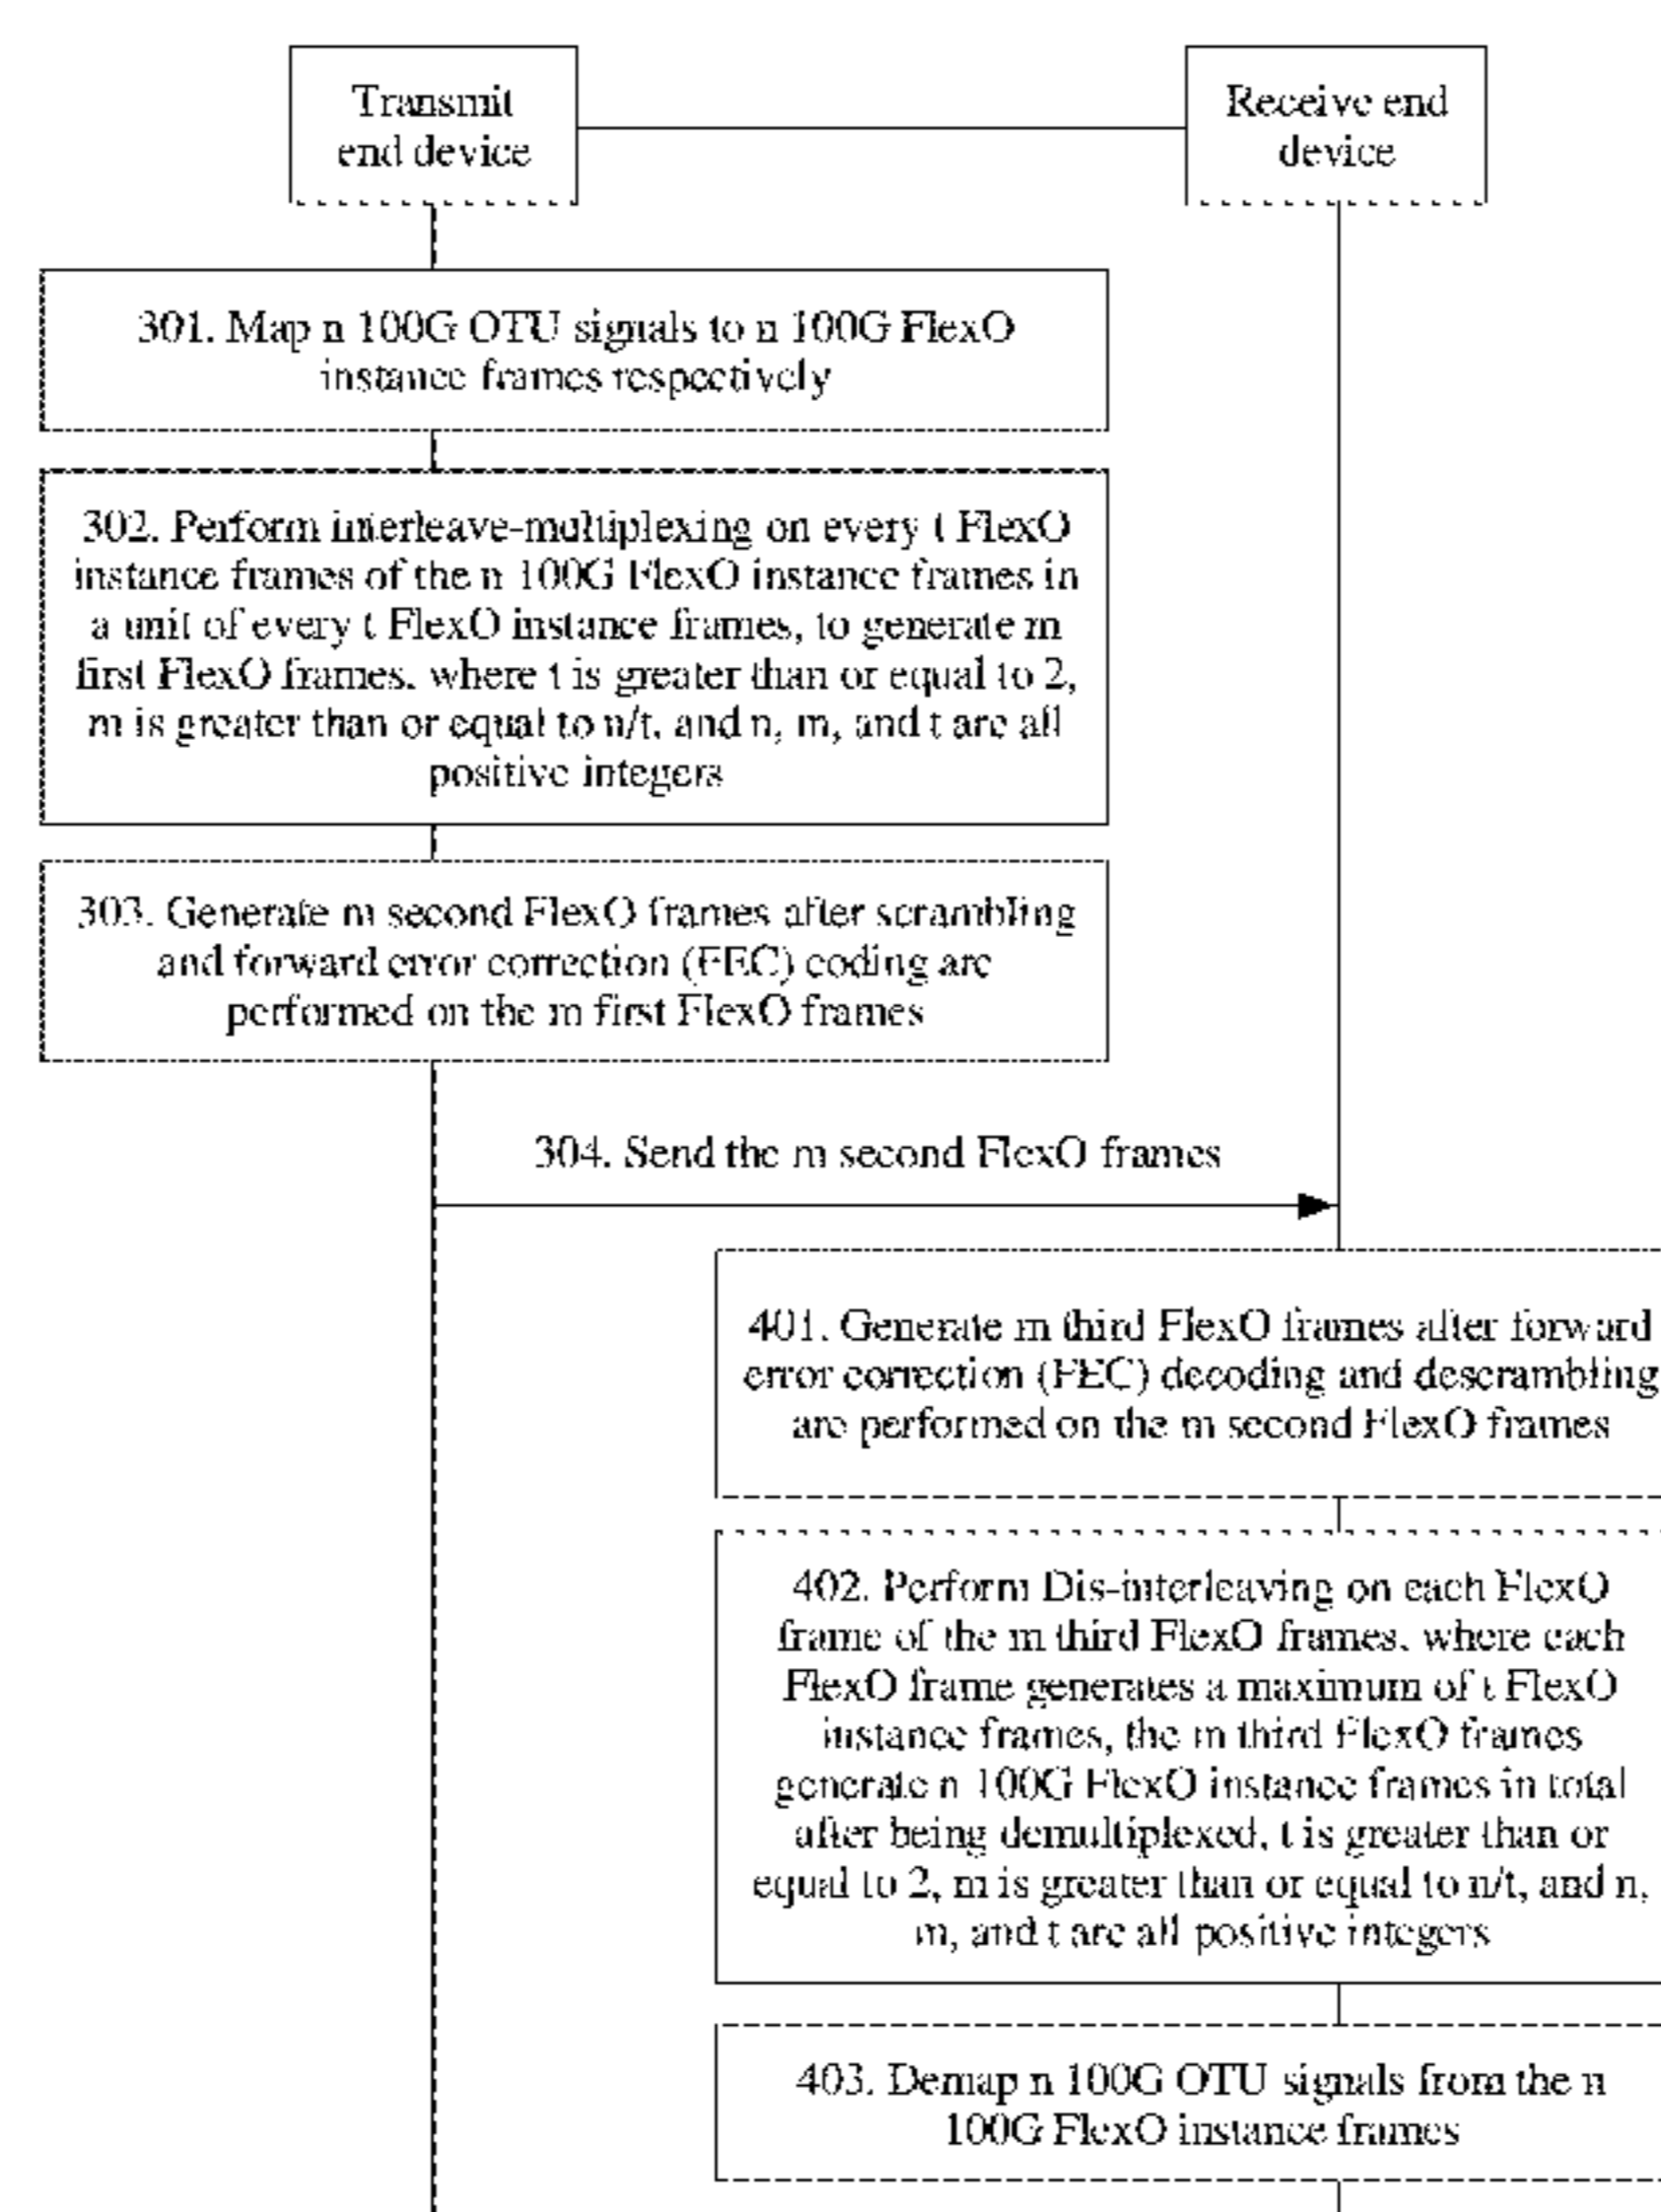 Transmit
end device
Receive end
device
301. Map n 100G OTU signals to n 100G FlexO
instance frames respectively
302. Perform interleave-multiplexing on every t FlexO
instance frames of the n 100G FlexO instance frames in
a unit of every t FlexO instance frames, to generate m
first FlexO frames, where t is greater than or equal to 2,
m is greater than or equal to n/t, and n, m, and t are all
positive integers
303. Generate m second FlexO frames after scrambling
and forward error correction (FEC) coding are
performed on the m first FlexO frames
304. Send the m second FlexO frames
401. Generate m third FlexO frames after forward
error correction (FEC) decoding and descrambling
are performed on the m second FlexO frames
402. Perform Dis-interleaving on each FlexO
frame of the m third FlexO frames, where each
FlexO frame generates a maximum of t FlexO
instance frames, the m third FlexO frames
generate n 100G FlexO instance frames in total
after being demultiplexed, t is greater than or
equal to 2, m is greater than or equal to n/t, and n,
m, and t are all positive integers
403. Demap n 100G OTU signals from the n
100G FlexO instance frames